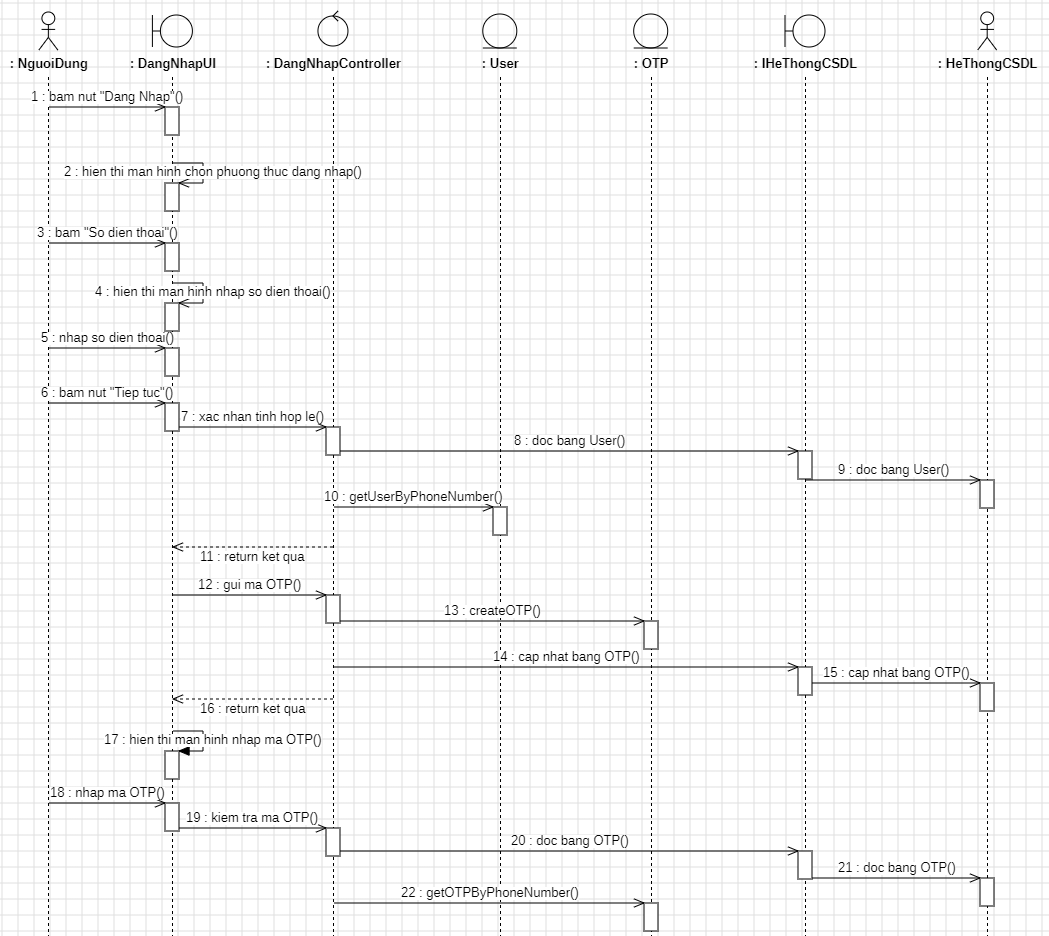 : NguoiDung
: DangNhapUI
: DangNhapController
: User
: OTP
: IHeThongCSDL
: HeThongCSDL
1 : bam nut "Dang Nhap"()
2 : hien thi man hinh chon phuong thuc dang nhap()
3 : bam "So dien thoai"()
4 : hien thi man hinh nhap so dien thoai()
5 : nhap so dien thoai()
6 : bam nut "Tiep tuc"()
7 : xac nhan tinh hop le()
8 : doc bang User()
9 : doc bang User()
10 : getUserByPhoneNumber()
11 : return ket qua
12 : gui ma OTP()
13 : createOTP()
14 : cap nhat bang OTP()
15 : cap nhat bang OTP()
16 : return ket qua
17 : hien thi man hinh nhap ma OTP()
18 : nhap ma OTP()
19 : kiem tra ma OTP()
20 : doc bang OTP()
21 : doc bang OTP()
22 : getOTPByPhoneNumber()